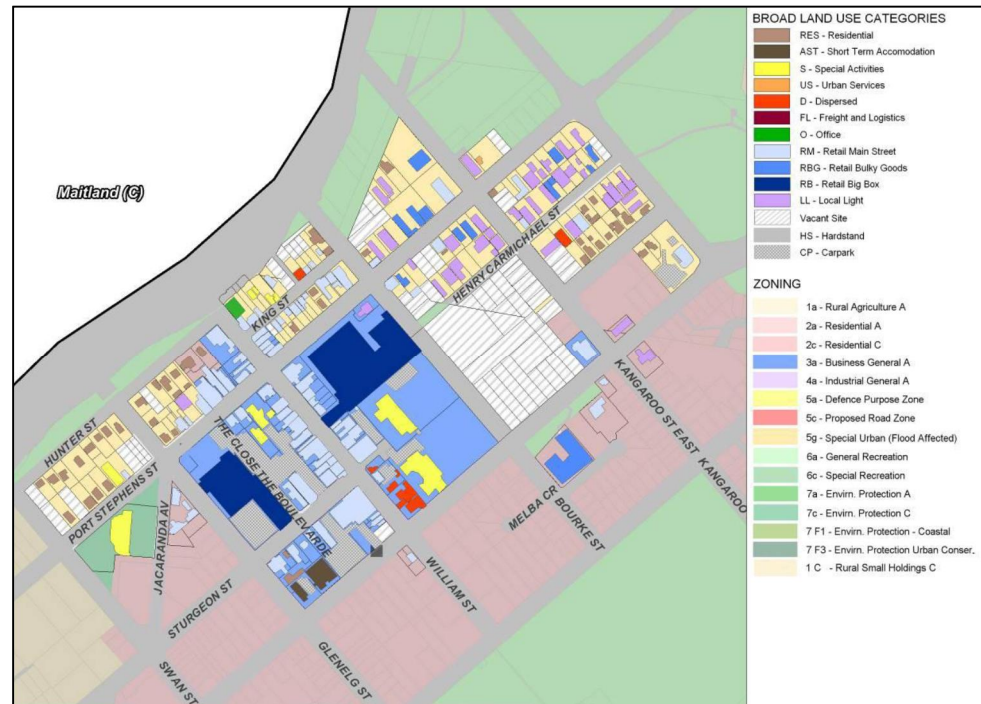 Maitland (C)
HUNTER ST
PORT STEPHENS ST
JACARANDA AV
STURGEON ST
SWAN ST
GLENELG ST
WILLIAM ST
THE CLOSE THE BOULEVARDE
KING ST
HENRY CARMICHAEL ST
MELBA CR
BOURKE ST
KANGAROO ST EAST
KANGAROO
BROAD LAND USE CATEGORIES
RES - Residential
AST - Short Term Accomodation
S - Special Activities
US - Urban Services
D - Dispersed
FL - Freight and Logistics
O - Office
RM - Retail Main Street
RBG - Retail Bulky Goods
RB - Retail Big Box
LL - Local Light
Vacant Site
HS - Hardstand
CP - Carpark
ZONING
1a - Rural Agriculture A
2a - Residential A
2c - Residential C
3a - Business General A
4a - Industrial General A
5a - Defence Purpose Zone
5c - Proposed Road Zone
5g - Special Urban (Flood Affected)
6a - General Recreation
6c - Special Recreation
7a - Envirn. Protection A
7c - Envirn. Protection C
7 F1 - Envirn. Protection - Coastal
7 F3 - Envirn. Protection Urban Conser.
1 C - Rural Small Holdings C